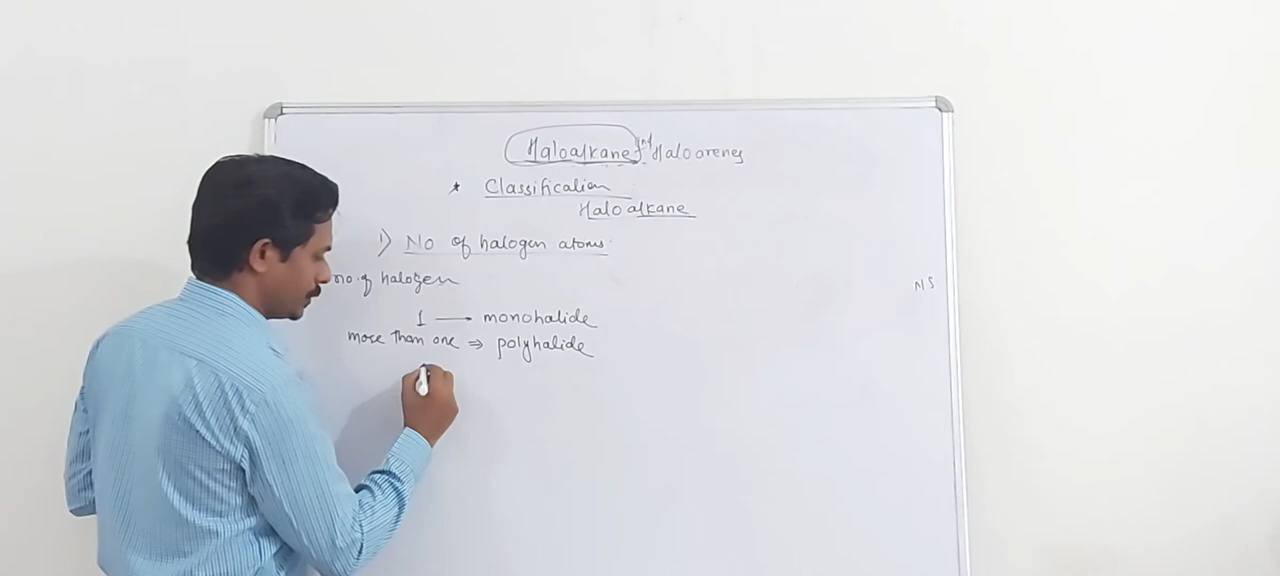 Haloalkane and Haloarenes
* Classification
Haloalkane
1) No of halogen atoms:
no. of halogen
1 → monohalide
more than one ⇒ polyhalide
NS